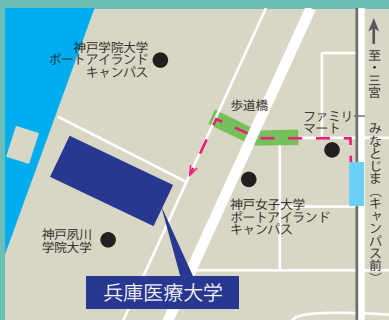 神戸学院大学
ポートアイランド
キャンパス
歩道橋
ファミリー
マート
至・三宮
みなとじま（キャンパス前）
神戸女子大学
ポートアイランド
キャンパス
神戸夙川
学院大学
兵庫医療大学